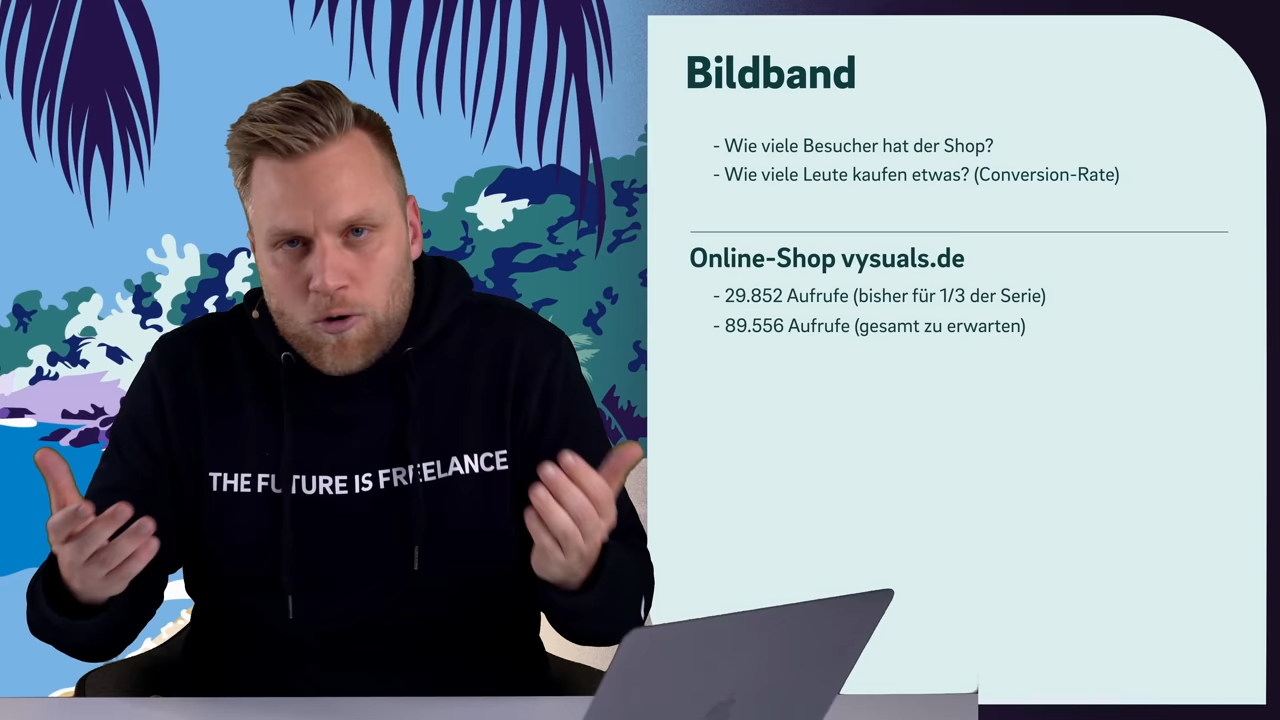 Bildband
- Wie viele Besucher hat der Shop?
- Wie viele Leute kaufen etwas? (Conversion-Rate)
Online-Shop vysuals.de
- 29.852 Aufrufe (bisher für 1/3 der Serie)
- 89.556 Aufrufe (gesamt zu erwarten)
THE FUTURE IS FREELANCE